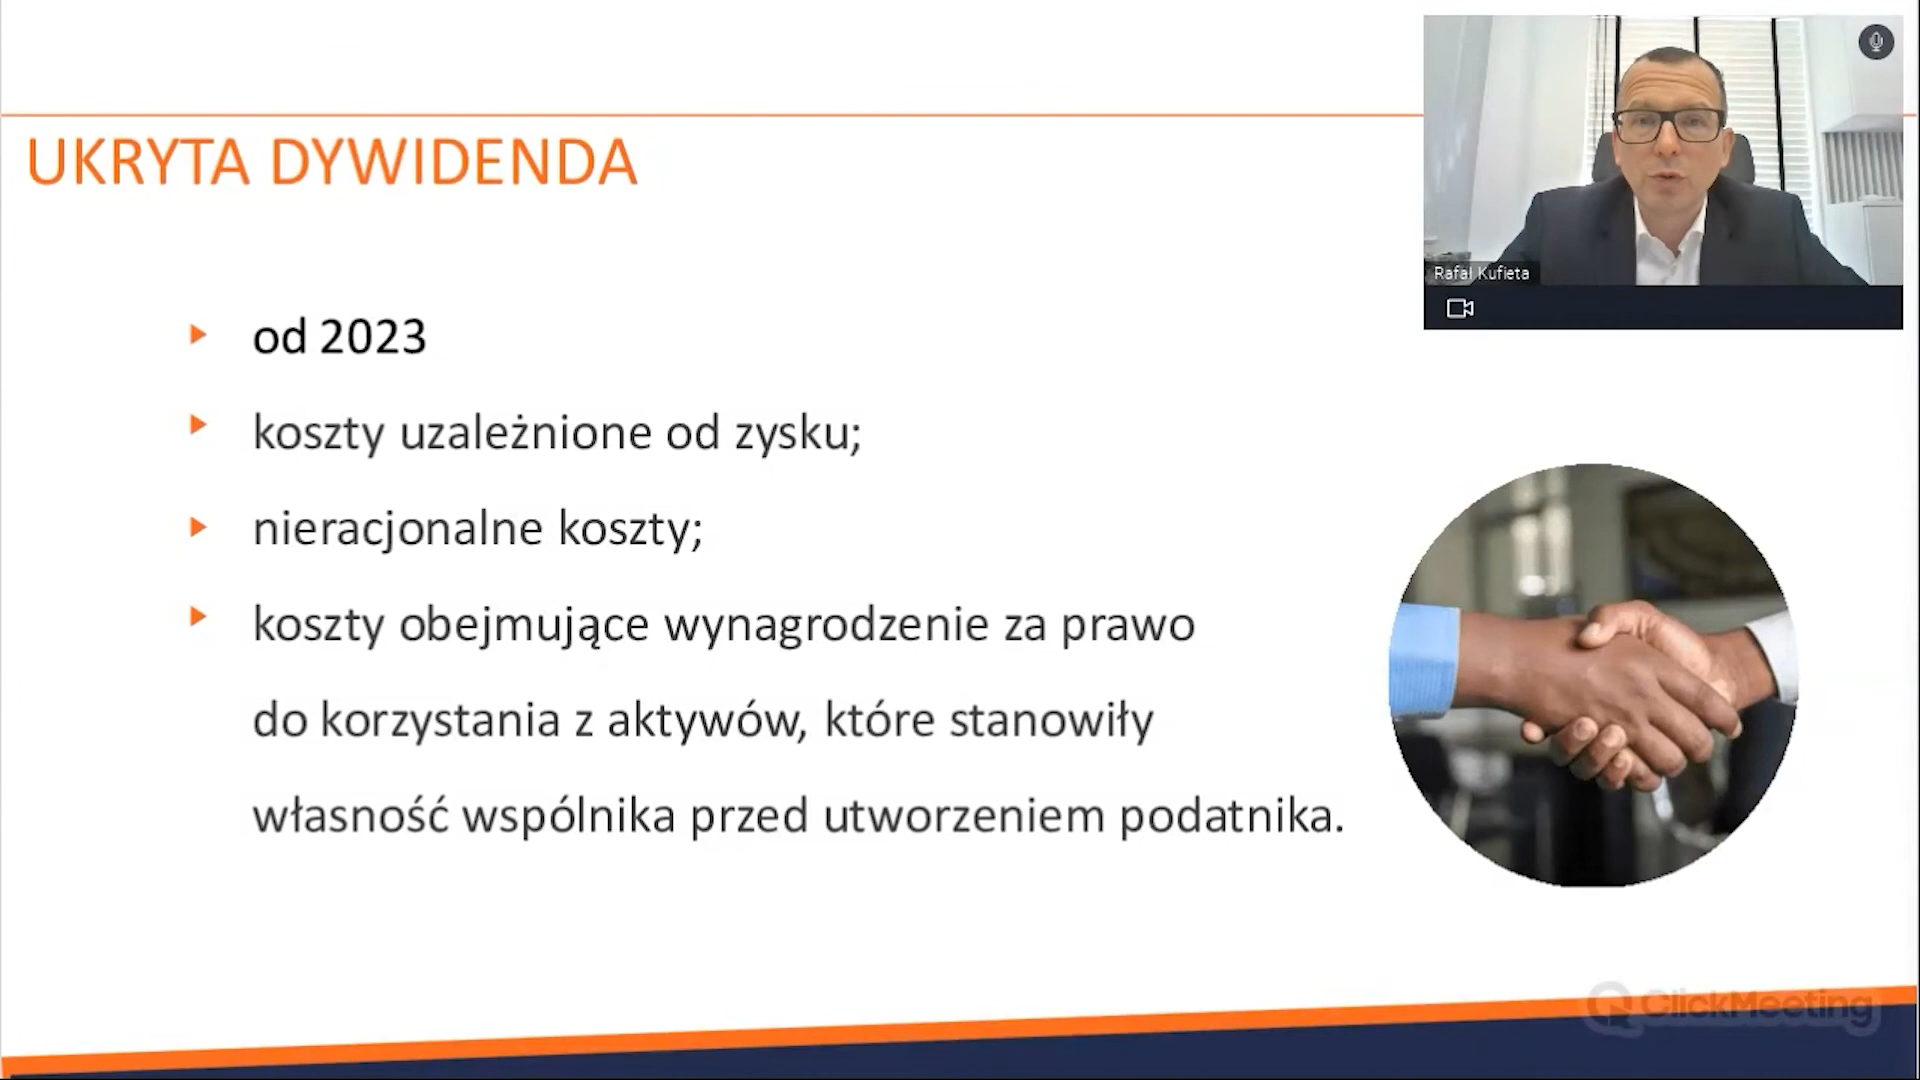 UKRYTA DYWIDENDA
Rafał Kufieta
od 2023
koszty uzależnione od zysku;
nieracjonalne koszty;
koszty obejmujące wynagrodzenie za prawo
do korzystania z aktywów, które stanowiły
własność wspólnika przed utworzeniem podatnika.
ClickMeeting